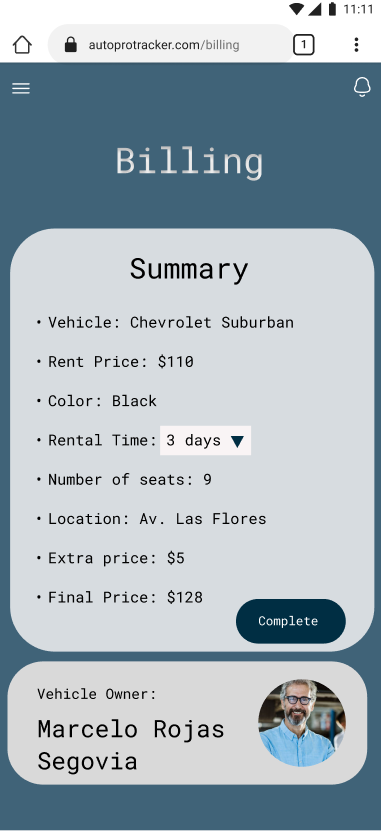 11:11
autoprotracker.com/billing
1
Billing
Summary
• Vehicle: Chevrolet Suburban
• Rent Price: $110
• Color: Black
• Rental Time: 3 days ▼
• Number of seats: 9
• Location: Av. Las Flores
• Extra price: $5
• Final Price: $128
Complete
Vehicle Owner:
Marcelo Rojas
Segovia